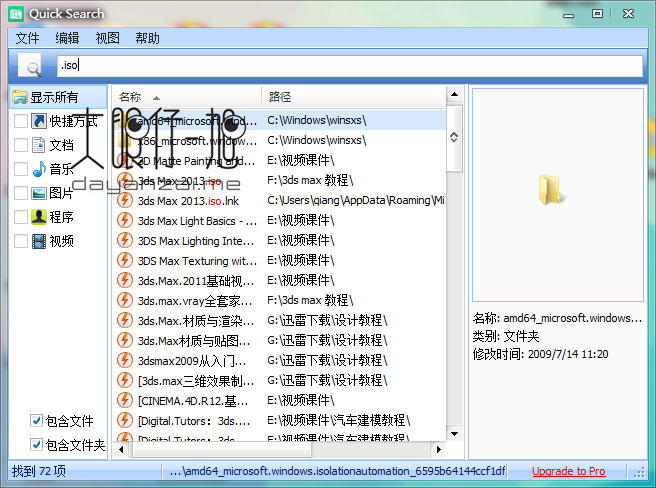 Quick Search
文件 编辑 视图 帮助
.iso
显示所有
快捷方式
文档
音乐
图片
程序
视频
包含文件
包含文件夹
名称 路径
amd64_microsoft.wind... C:\Windows\winsxs\
x86_microsoft.windo... C:\Windows\winsxs\
3D Matte Painting and... E:\视频课件\
3ds Max 2013.iso F:\3ds max 教程\
3ds Max 2013.iso.lnk C:\Users\qiang\AppData\Roaming\Mi
3ds Max Light Basics - ... E:\视频课件\
3DS Max Lighting Inte... E:\视频课件\
3DS Max Texturing wit... E:\视频课件\
3ds.Max.2011基础视... E:\视频课件\
3ds.max.vray全套家... F:\3ds max 教程\
3ds.Max.材质与渲染... G:\迅雷下载\设计教程\
3ds.Max材质与贴图... G:\迅雷下载\设计教程\
3dsmax2009从入门... G:\迅雷下载\设计教程\
[3ds.max三维效果制... G:\迅雷下载\设计教程\
[CINEMA.4D.R12.基... E:\视频课件\
[Digital.Tutors：3ds.... E:\视频课件\汽车建模教程\
[Digital.Tutors：3ds.... E:\视频课件\汽车建模教程\
大眼仔~旭
dayanzai.me
名称: amd64_microsoft.windows...
类别: 文件夹
修改时间: 2009/7/14 11:20
找到 72 项
...\amd64_microsoft.windows.isolationautomation_6595b64144ccf1df
Upgrade to Pro